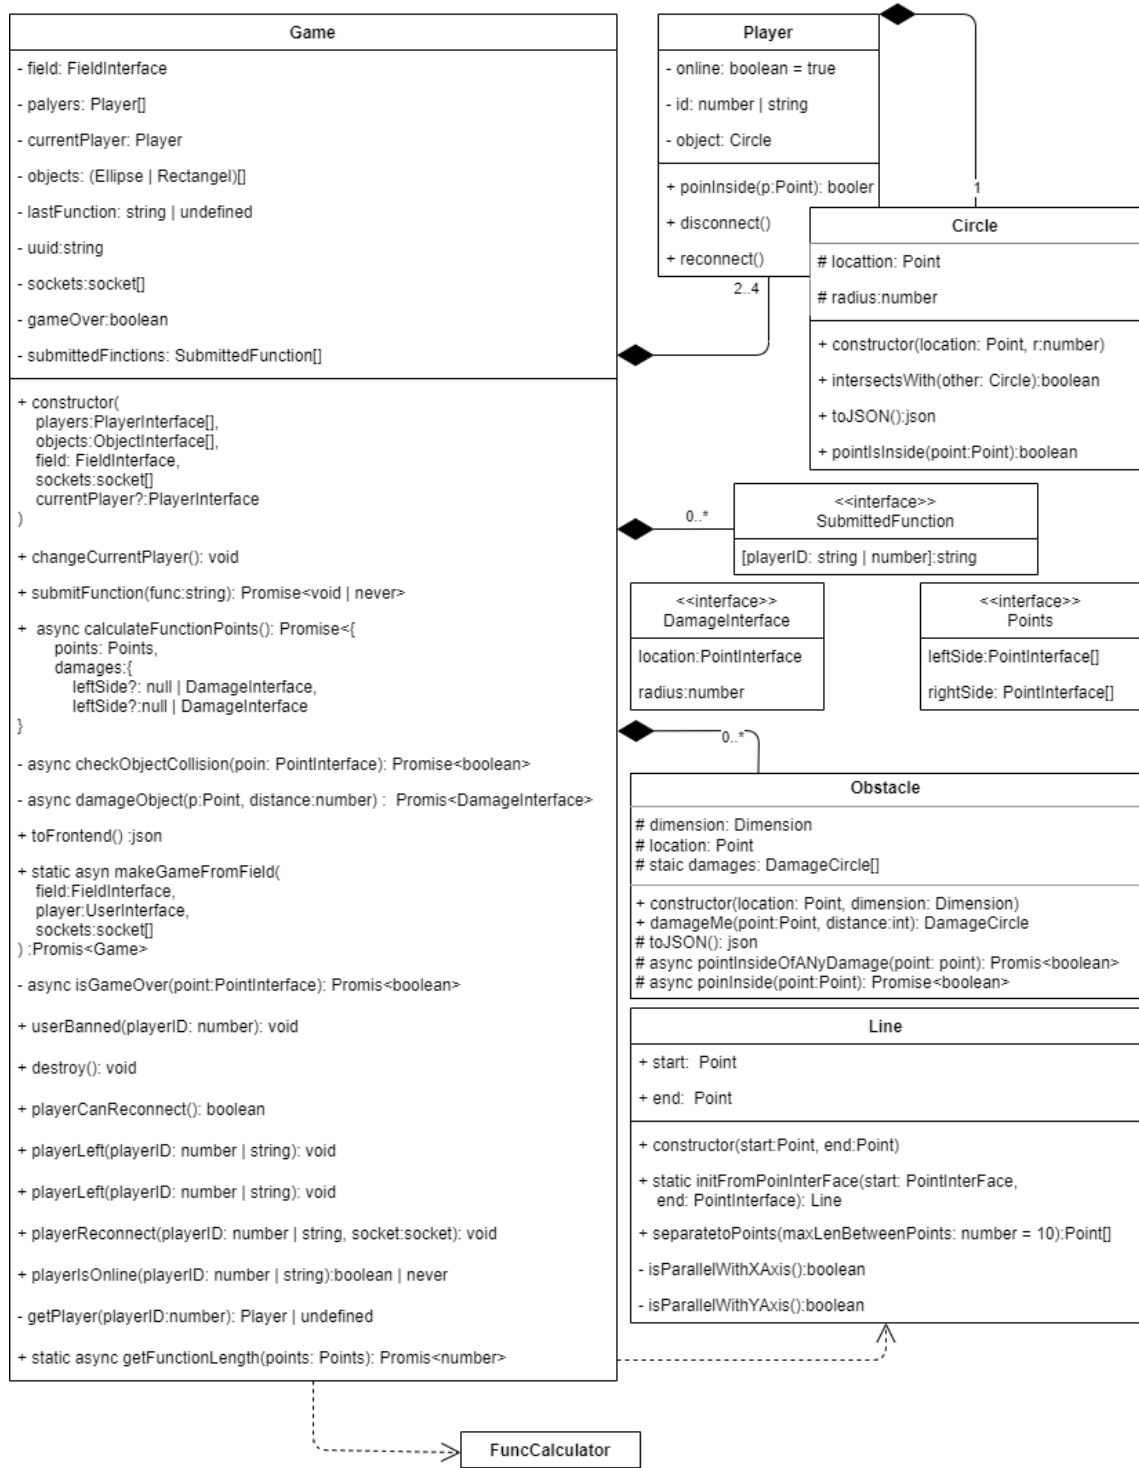 Game
- field: FieldInterface
- palyers: Player[]
- currentPlayer: Player
- objects: (Ellipse | Rectangel)[]
- lastFunction: string | undefined
- uuid:string
- sockets:socket[]
- gameOver:boolean
- submittedFinctions: SubmittedFunction[]
+ constructor(
players:PlayerInterface[],
objects:ObjectInterface[],
field: FieldInterface,
sockets:socket[]
currentPlayer?:PlayerInterface
)
+ changeCurrentPlayer(): void
+ submitFunction(func:string): Promise<void | never>
+ async calculateFunctionPoints(): Promise<{
points: Points,
damages:{
leftSide?: null | DamageInterface,
leftSide?:null | DamageInterface
}
- async checkObjectCollision(poin: PointInterface): Promise<boolean>
- async damageObject(p:Point, distance:number) : Promis<DamageInterface>
+ toFrontend() :json
+ static asyn makeGameFromField(
field:FieldInterface,
player:UserInterface,
sockets:socket[]
) :Promis<Game>
- async isGameOver(point:PointInterface): Promis<boolean>
+ userBanned(playerID: number): void
+ destroy(): void
+ playerCanReconnect(): boolean
+ playerLeft(playerID: number | string): void
+ playerLeft(playerID: number | string): void
+ playerReconnect(playerID: number | string, socket:socket): void
+ playerIsOnline(playerID: number | string):boolean | never
- getPlayer(playerID:number): Player | undefined
+ static async getFunctionLength(points: Points): Promis<number>
Player
- online: boolean = true
- id: number | string
- object: Circle
+ poinInside(p:Point): booler
+ disconnect()
+ reconnect()
2..4
1
Circle
# locattion: Point
# radius:number
+ constructor(location: Point, r:number)
+ intersectsWith(other: Circle):boolean
+ toJSON():json
+ pointIsInside(point:Point):boolean
0..*
<<interface>>
SubmittedFunction
[playerID: string | number]:string
<<interface>>
DamageInterface
location:PointInterface
radius:number
<<interface>>
Points
leftSide:PointInterface[]
rightSide: PointInterface[]
0..*
Obstacle
# dimension: Dimension
# location: Point
# staic damages: DamageCircle[]
+ constructor(location: Point, dimension: Dimension)
+ damageMe(point:Point, distance:int): DamageCircle
# toJSON(): json
# async pointInsideOfANyDamage(point: point): Promis<boolean>
# async poinInside(point:Point): Promise<boolean>
Line
+ start: Point
+ end: Point
+ constructor(start:Point, end:Point)
+ static initFromPoinInterFace(start: PointInterFace,
end: PointInterface): Line
+ separatetoPoints(maxLenBetweenPoints: number = 10):Point[]
- isParallelWithXAxis():boolean
- isParallelWithYAxis():boolean
FuncCalculator